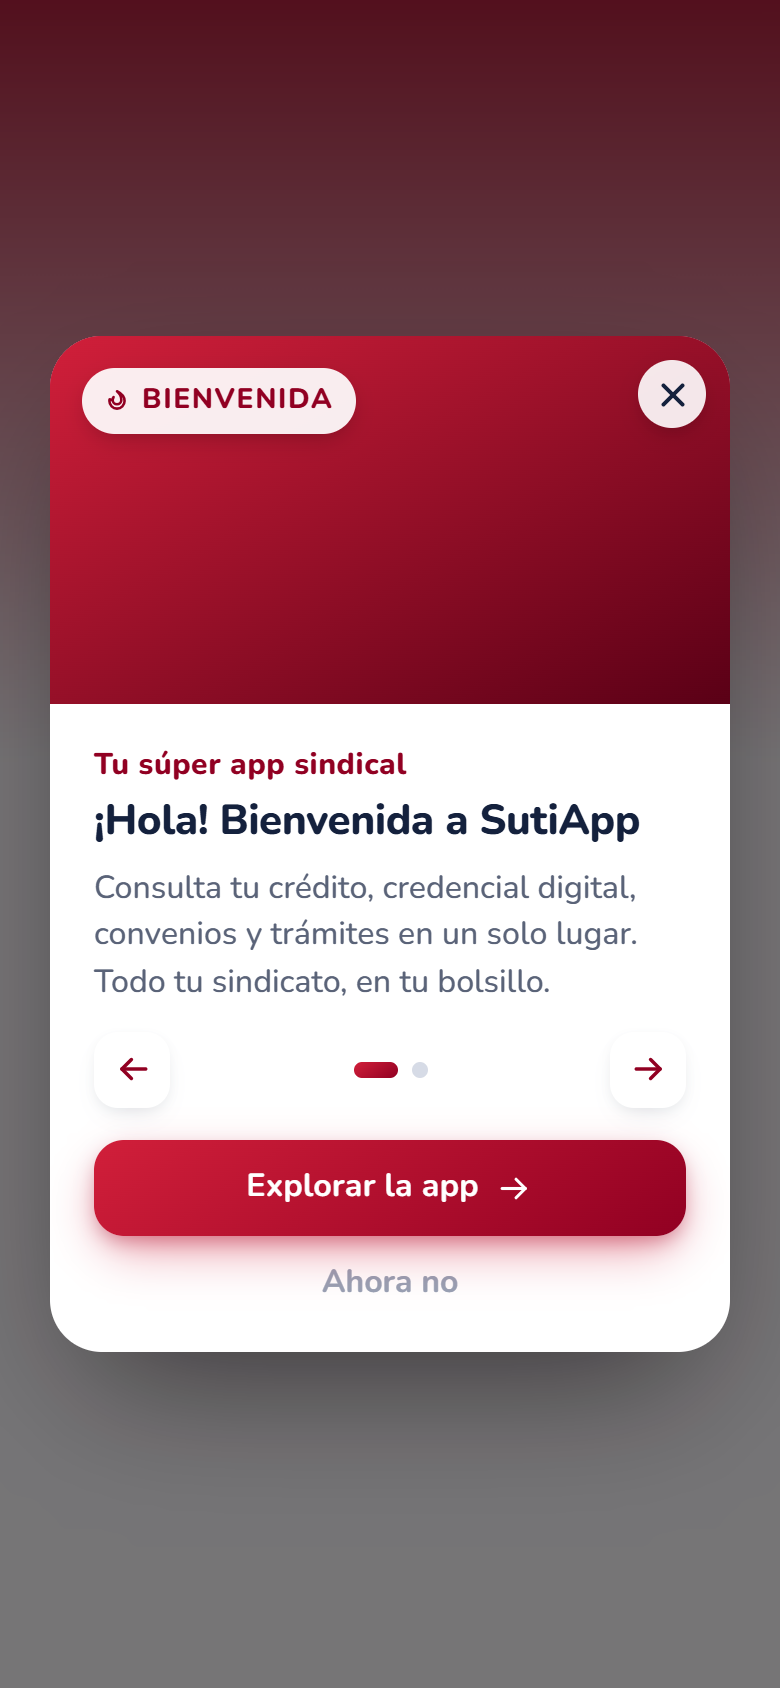 BIENVENIDA
Tu súper app sindical
¡Hola! Bienvenida a SutiApp
Consulta tu crédito, credencial digital,
convenios y trámites en un solo lugar.
Todo tu sindicato, en tu bolsillo.
Explorar la app
Ahora no